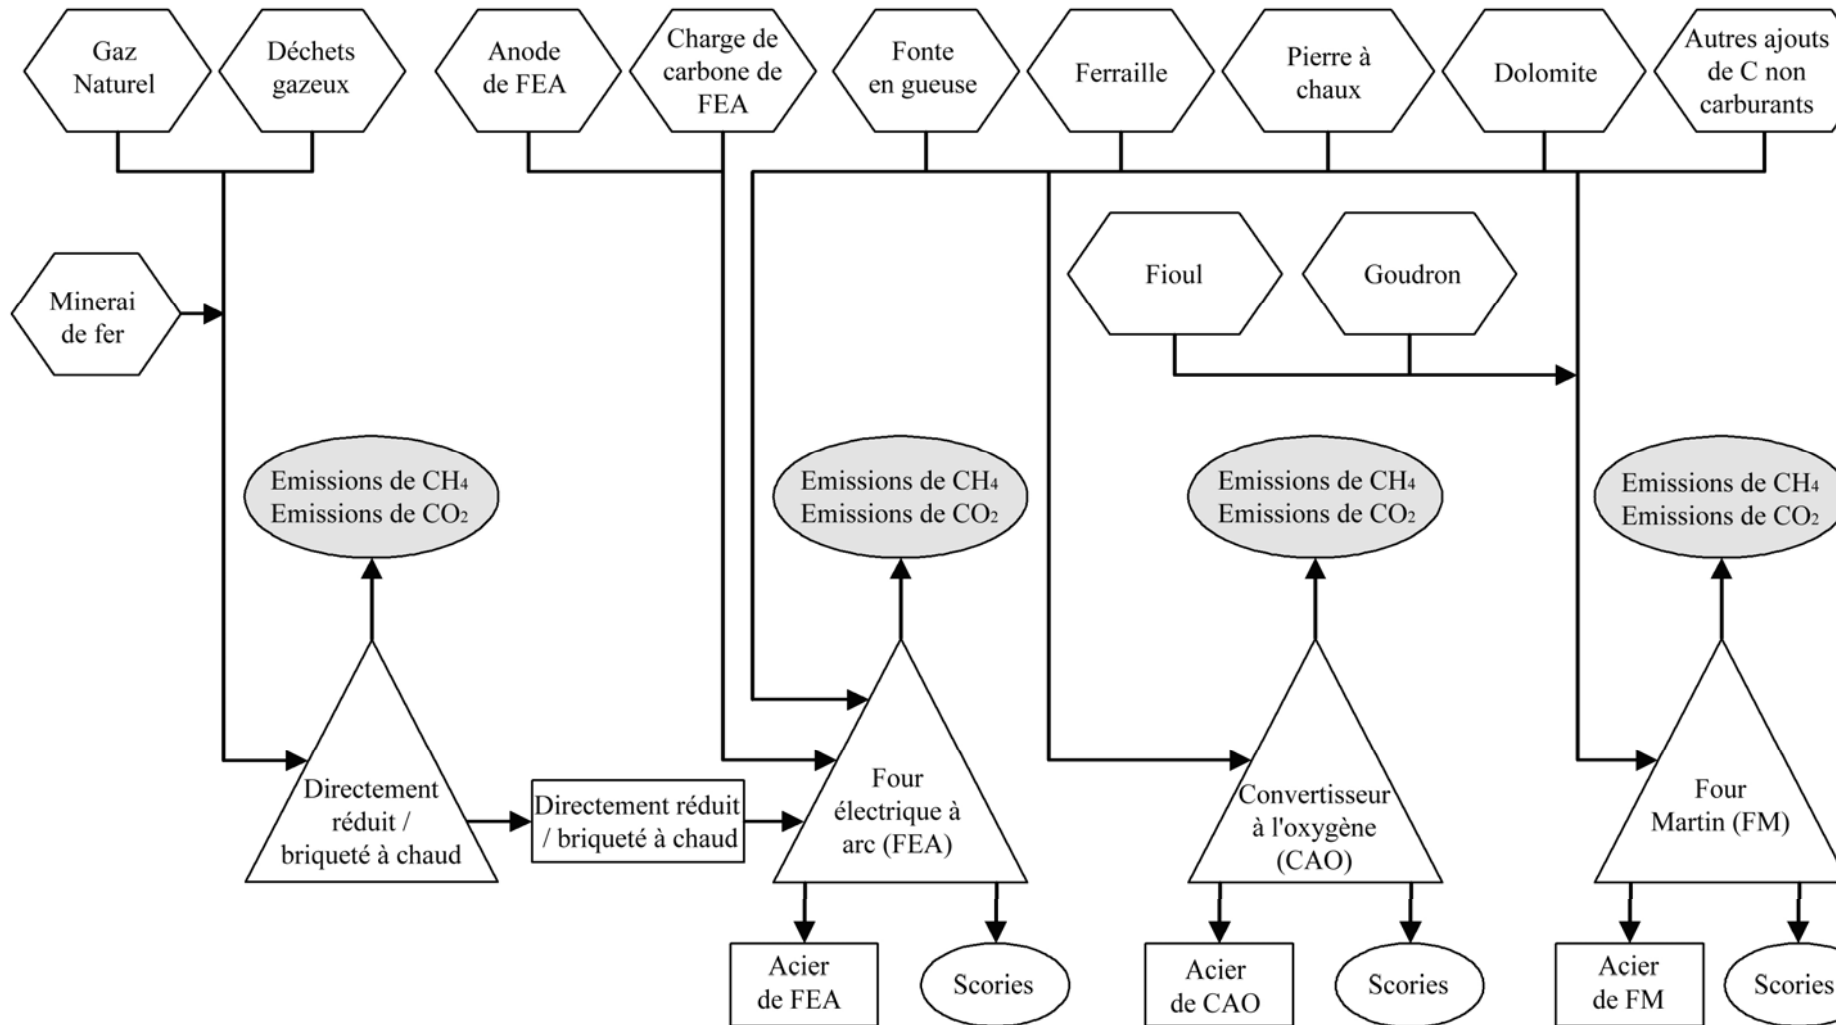 Gaz
Naturel
Déchets
gazeux
Anode
de FEA
Charge de
carbone de
FEA
Fonte
en gueuse
Ferraille
Pierre à
chaux
Dolomite
Autres ajouts
de C non
carburants
Minerai
de fer
Fioul
Goudron
Emissions de CH₄
Emissions de CO₂
Emissions de CH₄
Emissions de CO₂
Emissions de CH₄
Emissions de CO₂
Emissions de CH₄
Emissions de CO₂
Directement
réduit /
briqueté à chaud
Directement réduit
/ briqueté à chaud
Four
électrique à
arc (FEA)
Convertisseur
à l'oxygène
(CAO)
Four
Martin (FM)
Acier
de FEA
Scories
Acier
de CAO
Scories
Acier
de FM
Scories